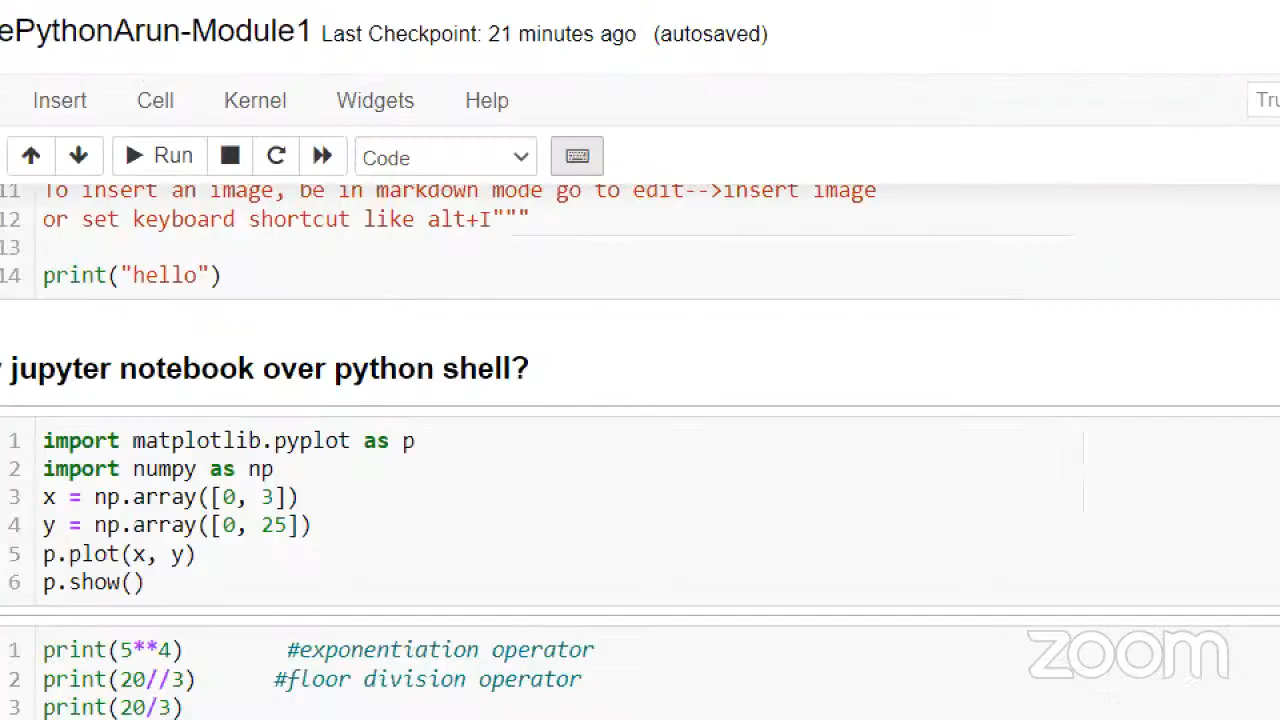 ePythonArun-Module1 Last Checkpoint: 21 minutes ago (autosaved)
Insert Cell Kernel Widgets Help Tru
Run Code
11 To insert an image, be in markdown mode go to edit-->insert image
12 or set keyboard shortcut like alt+I"""
13
14 print("hello")
jupyter notebook over python shell?
1 import matplotlib.pyplot as p
2 import numpy as np
3 x = np.array([0, 3])
4 y = np.array([0, 25])
5 p.plot(x, y)
6 p.show()
1 print(5**4) #exponentiation operator
2 print(20//3) #floor division operator
3 print(20/3)
zoom